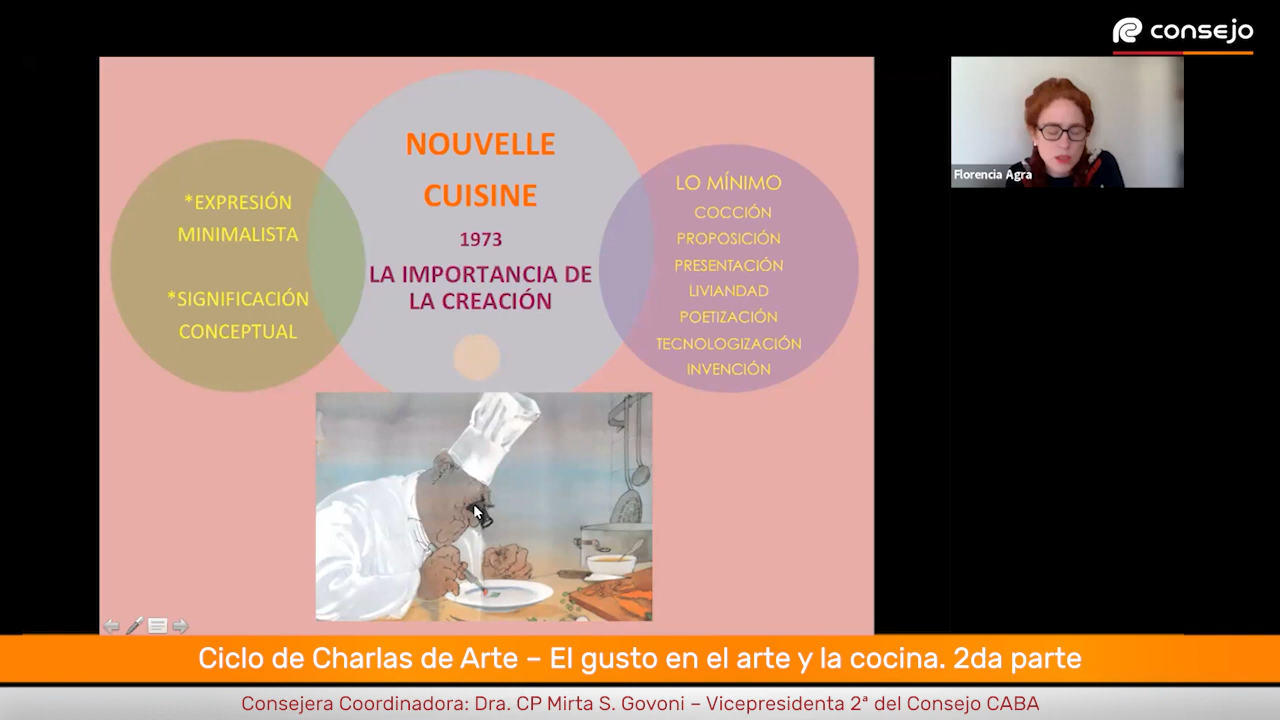 consejo
NOUVELLE
CUISINE
1973
LA IMPORTANCIA DE
LA CREACIÓN
*EXPRESIÓN
MINIMALISTA
*SIGNIFICACIÓN
CONCEPTUAL
LO MÍNIMO
COCCIÓN
PROPOSICIÓN
PRESENTACIÓN
LIVIANDAD
POETIZACIÓN
TECNOLOGIZACIÓN
INVENCIÓN
Florencia Agra
Ciclo de Charlas de Arte – El gusto en el arte y la cocina. 2da parte
Consejera Coordinadora: Dra. CP Mirta S. Govoni – Vicepresidenta 2ª del Consejo CABA